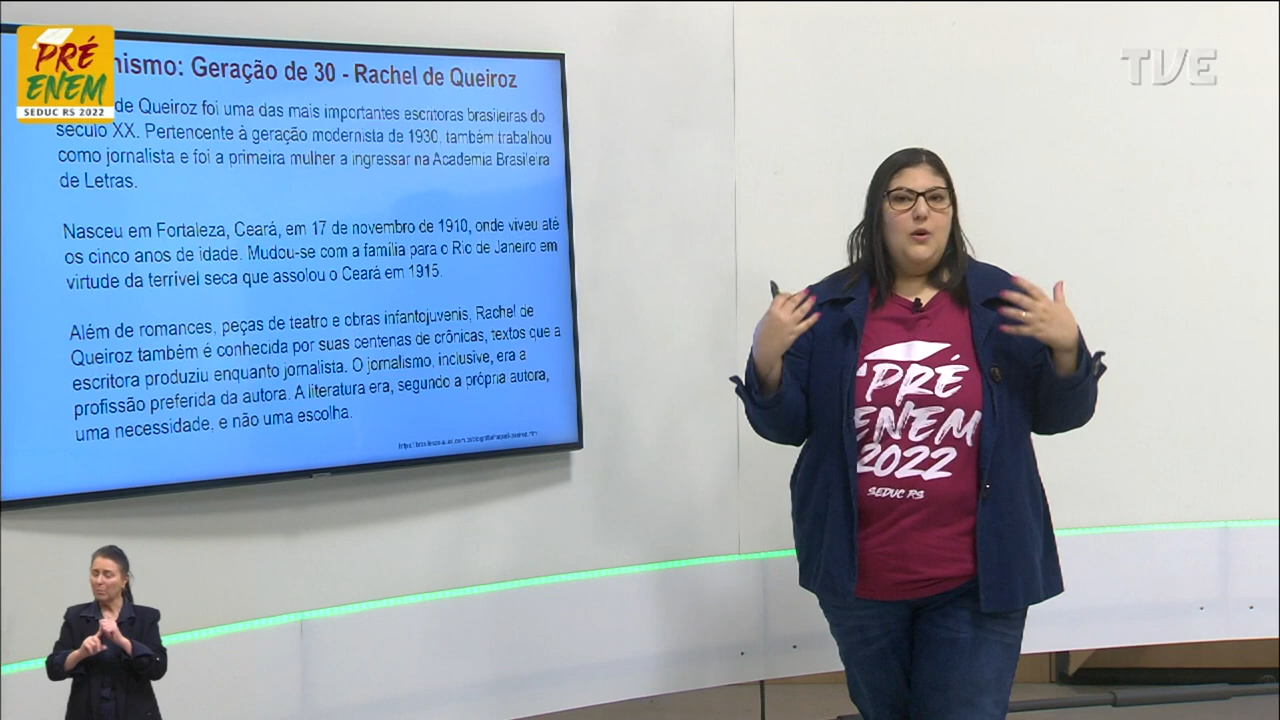 PRÉ
ENEM
SEDUC RS 2022
TVE
nismo: Geração de 30 - Rachel de Queiroz
de Queiroz foi uma das mais importantes escritoras brasileiras do
século XX. Pertencente à geração modernista de 1930, também trabalhou
como jornalista e foi a primeira mulher a ingressar na Academia Brasileira
de Letras.
Nasceu em Fortaleza, Ceará, em 17 de novembro de 1910, onde viveu até
os cinco anos de idade. Mudou-se com a família para o Rio de Janeiro em
virtude da terrível seca que assolou o Ceará em 1915.
Além de romances, peças de teatro e obras infantojuvenis, Rachel de
Queiroz também é conhecida por suas centenas de crônicas, textos que a
escritora produziu enquanto jornalista. O jornalismo, inclusive, era a
profissão preferida da autora. A literatura era, segundo a própria autora,
uma necessidade, e não uma escolha.
PRÉ
ENEM
2022
SEDUC RS